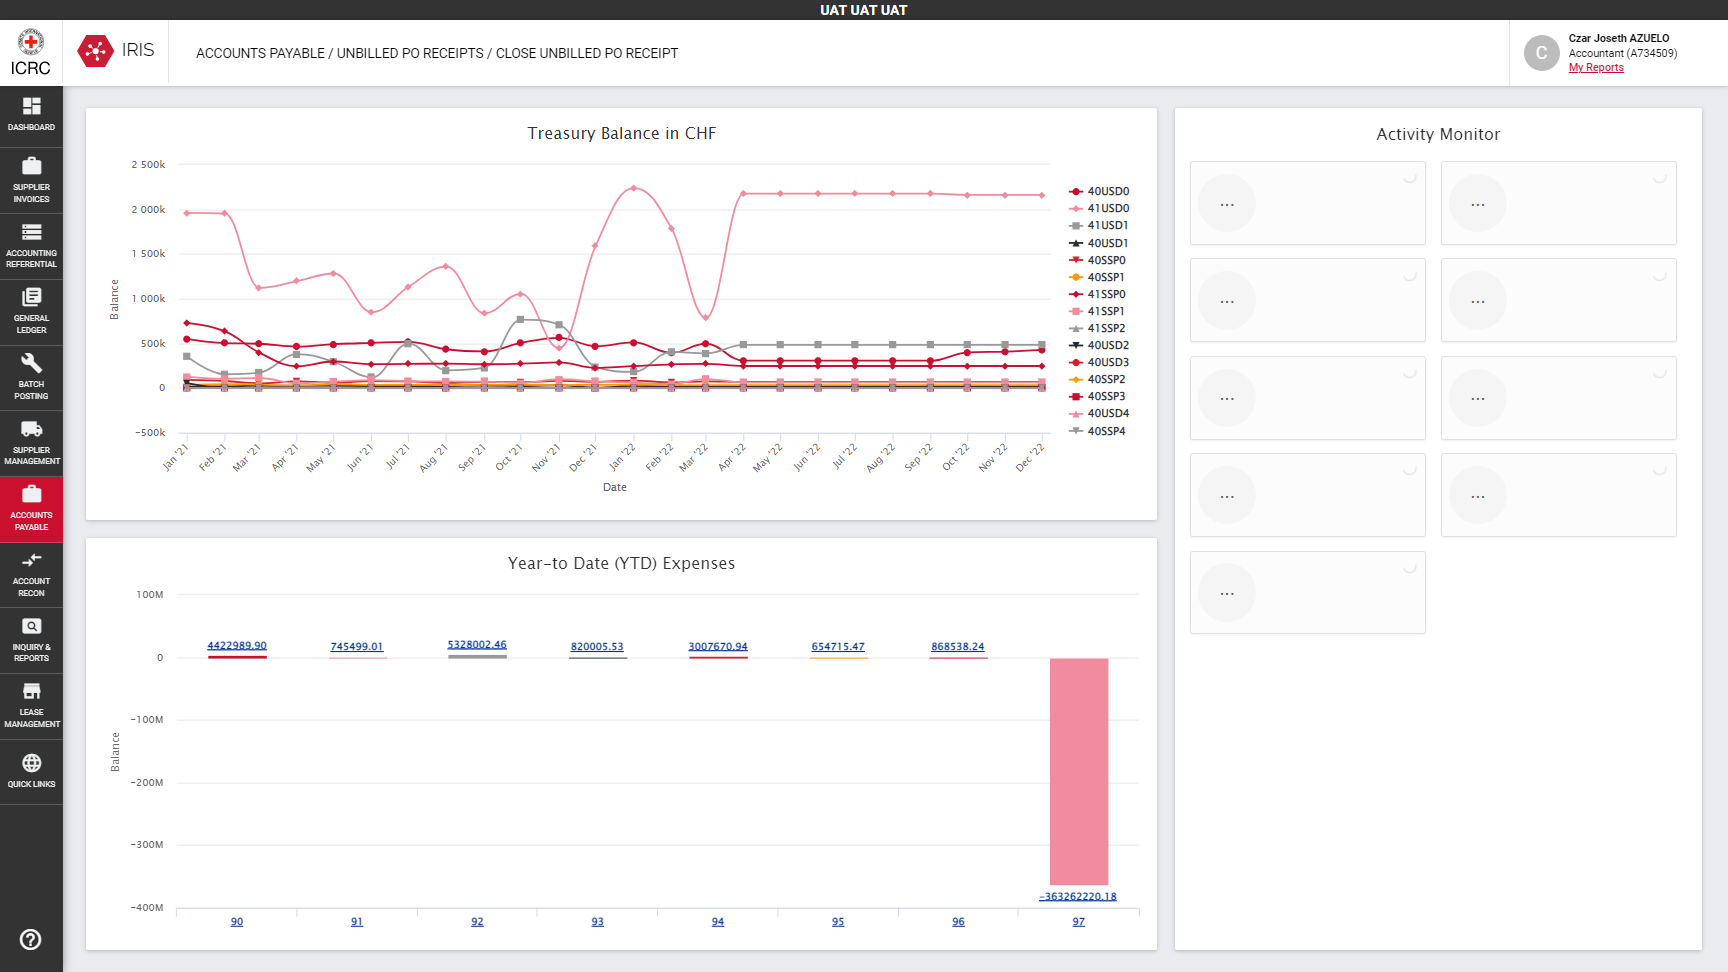 UAT UAT UAT
ICRC
IRIS
ACCOUNTS PAYABLE / UNBILLED PO RECEIPTS / CLOSE UNBILLED PO RECEIPT
C
Czar Joseth AZUELO
Accountant (A734509)
My Reports
DASHBOARD
SUPPLIER
INVOICES
ACCOUNTING
REFERENTIAL
GENERAL
LEDGER
BATCH
POSTING
SUPPLIER
MANAGEMENT
ACCOUNTS
PAYABLE
ACCOUNT
RECON
INQUIRY &
REPORTS
LEASE
MANAGEMENT
QUICK LINKS
Treasury Balance in CHF
2 500k
2 000k
1 500k
1 000k
500k
0
−500k
Balance
Jan '21
Feb '21
Mar '21
Apr '21
May '21
Jun '21
Jul '21
Aug '21
Sep '21
Oct '21
Nov '21
Dec '21
Jan '22
Feb '22
Mar '22
Apr '22
May '22
Jun '22
Jul '22
Aug '22
Sep '22
Oct '22
Nov '22
Dec '22
Date
40USD0
41USD0
41USD1
40USD1
40SSP0
40SSP1
41SSP0
41SSP1
41SSP2
40USD2
40USD3
40SSP2
40SSP3
40USD4
40SSP4
Year-to Date (YTD) Expenses
100M
0
−100M
−200M
−300M
−400M
Balance
4422989.90
745499.01
5328002.46
820005.53
3007670.94
654715.47
868538.24
−363262220.18
90
91
92
93
94
95
96
97
Activity Monitor
...
...
...
...
...
...
...
...
...